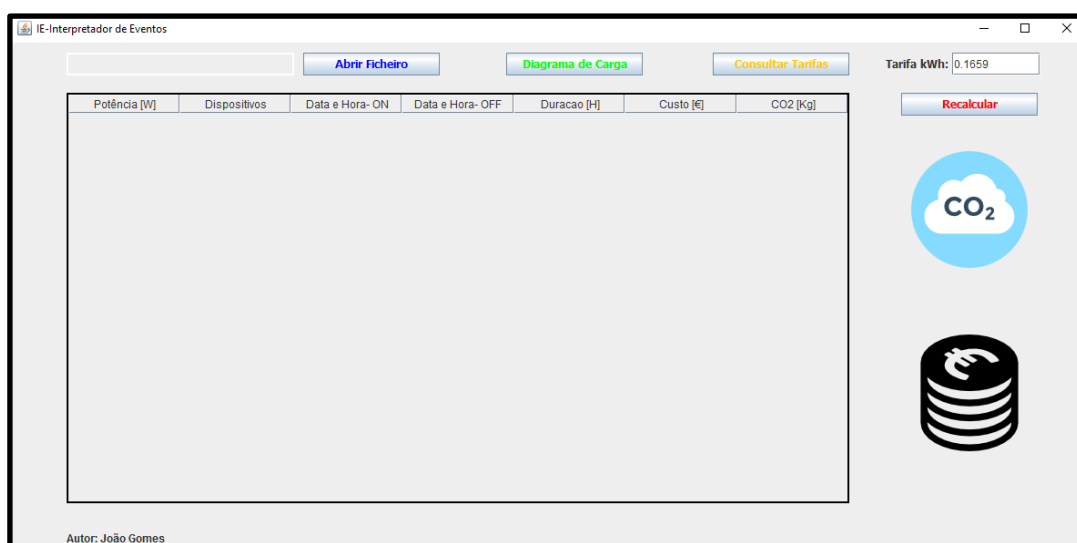 IE-Interpretador de Eventos
Abrir Ficheiro
Diagrama de Carga
Consultar Tarifas
Tarifa kWh: 0.1659
Potência [W] Dispositivos Data e Hora- ON Data e Hora- OFF Duracao [H] Custo [€] CO2 [Kg]
Recalcular
CO₂
€
Autor: João Gomes